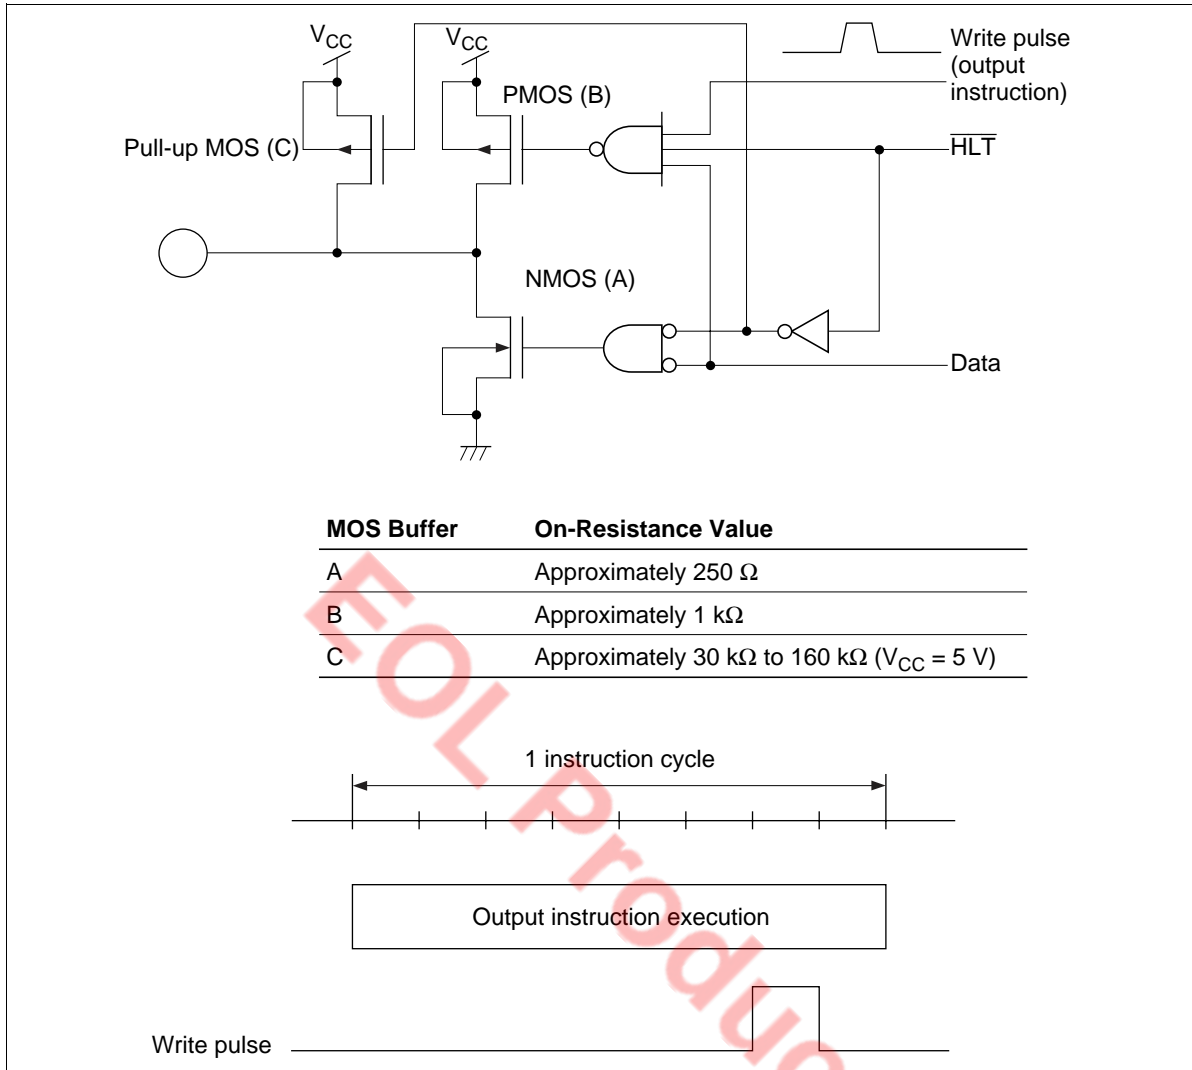 VCC
VCC
Write pulse
(output
instruction)
PMOS (B)
Pull-up MOS (C)
HLT
NMOS (A)
Data
MOS Buffer On-Resistance Value
A Approximately 250 Ω
B Approximately 1 kΩ
C Approximately 30 kΩ to 160 kΩ (VCC = 5 V)
1 instruction cycle
Output instruction execution
Write pulse
EOL Produc